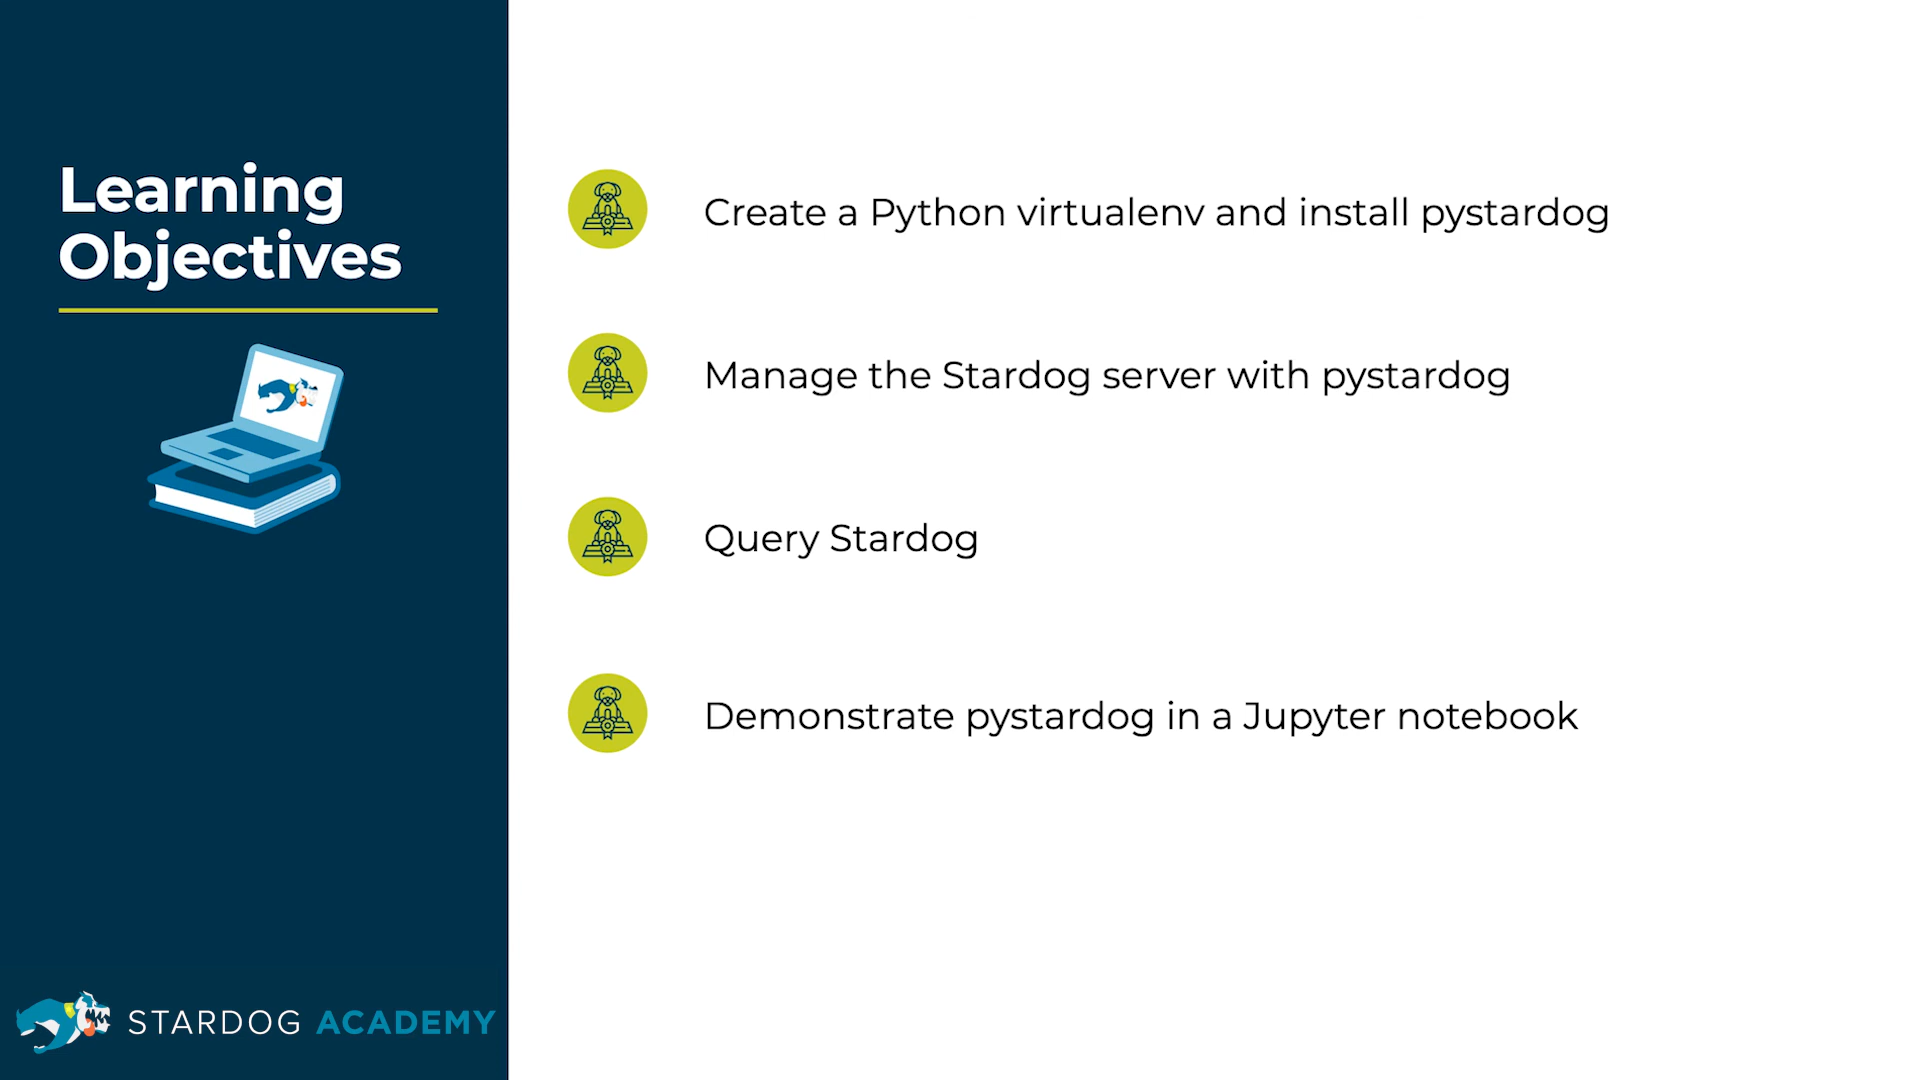 Learning
Objectives
Create a Python virtualenv and install pystardog
Manage the Stardog server with pystardog
Query Stardog
Demonstrate pystardog in a Jupyter notebook
STARDOG ACADEMY